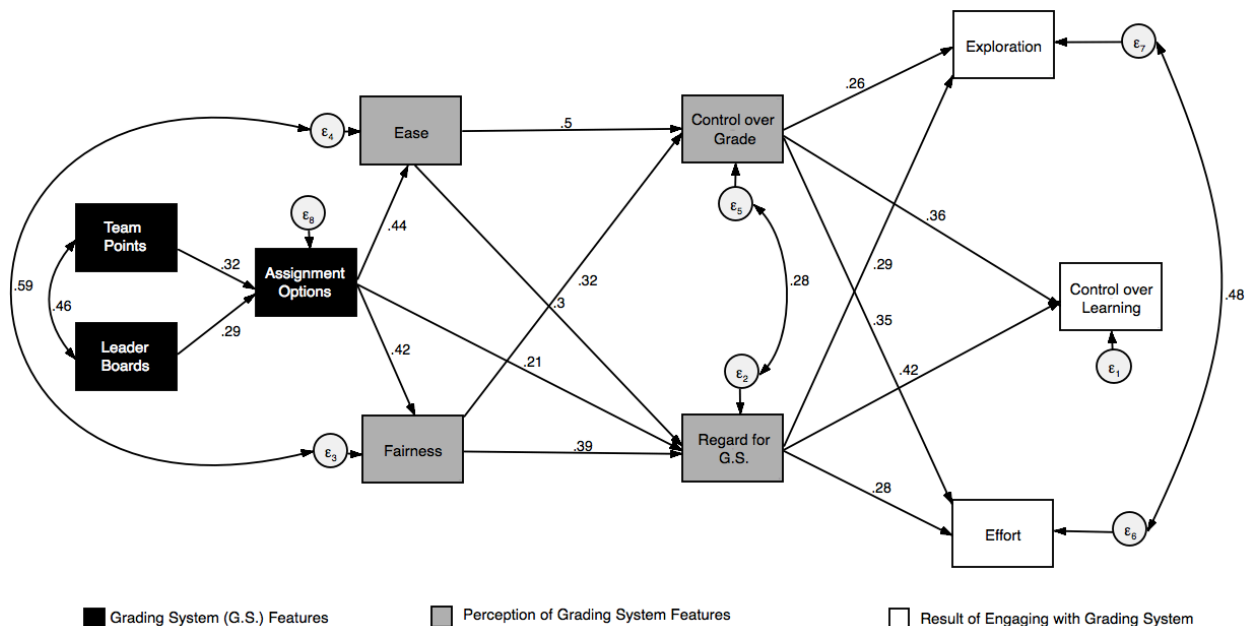 Exploration
ε7
.26
ε4
Ease
.5
Control over
Grade
ε5
ε8
.44
Team
Points
.32
Assignment
Options
.36
.59
.46
.32
.3
.28
.29
Control over
Learning
.48
Leader
Boards
.29
.42
.21
.35
.42
ε2
ε1
ε3
Fairness
.39
Regard for
G.S.
.28
Effort
ε6
Grading System (G.S.) Features
Perception of Grading System Features
Result of Engaging with Grading System